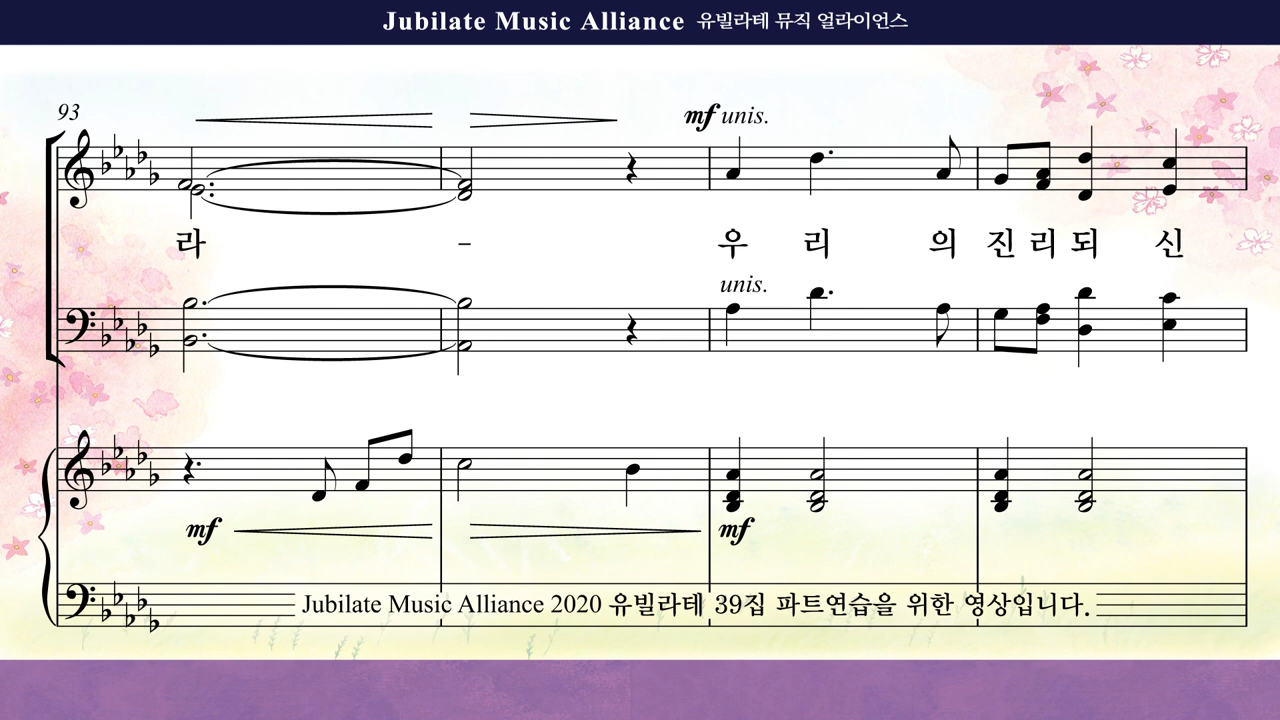 Jubilate Music Alliance 유빌라테 뮤직 얼라이언스
93
mf unis.
라 - 우 리 의 진 리 되 신
unis.
mf mf
Jubilate Music Alliance 2020 유빌라테 39집 파트연습을 위한 영상입니다.